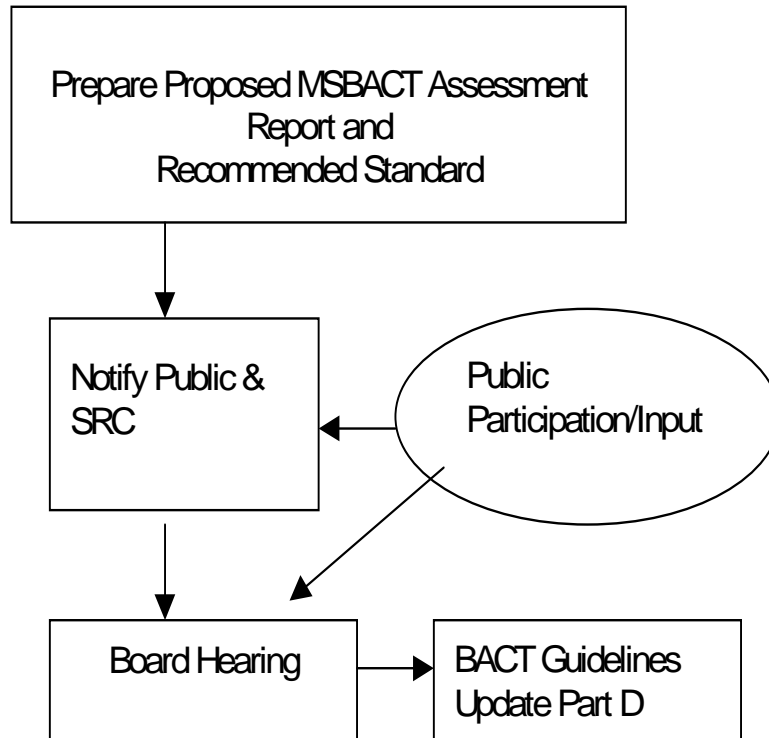 Prepare Proposed MSBACT Assessment
Report and
Recommended Standard
Notify Public &
SRC
Public
Participation/Input
Board Hearing
BACT Guidelines
Update Part D